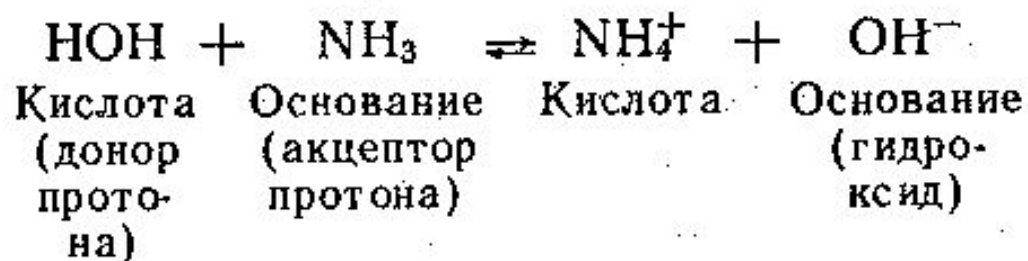 HOH + NH₃ ⇌ NH₄⁺ + OH⁻
Кислота Основание Кислота Основание
(донор (акцептор (гидро-
прото- протона) ксид)
на)